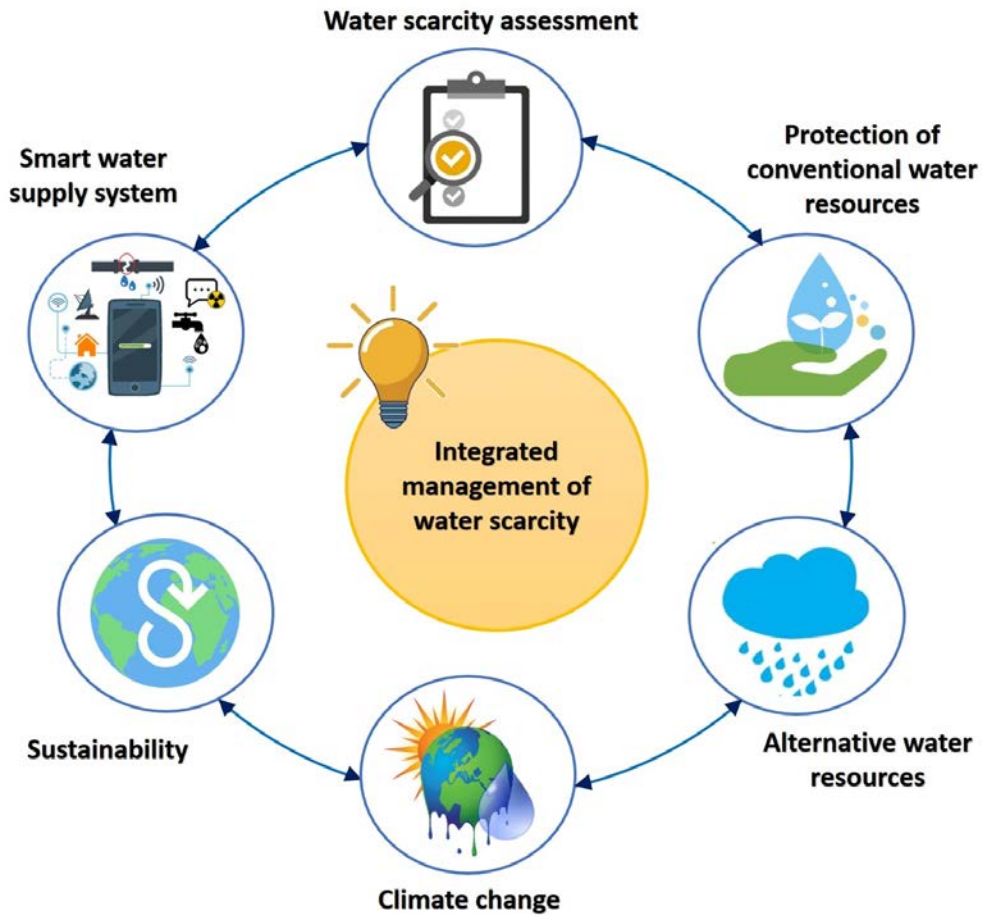 Water scarcity assessment
Protection of
conventional water
resources
Smart water
supply system
Integrated
management of
water scarcity
Sustainability
Alternative water
resources
Climate change